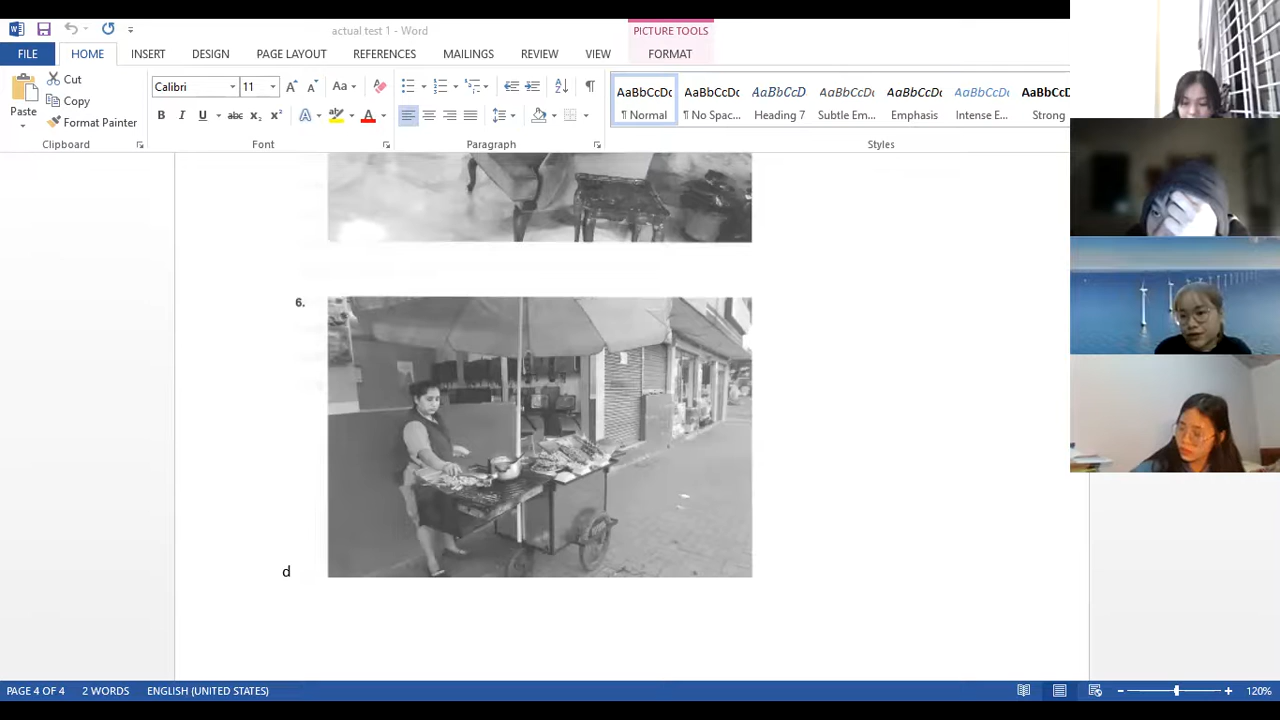 actual test 1 - Word
PICTURE TOOLS
FILE HOME INSERT DESIGN PAGE LAYOUT REFERENCES MAILINGS REVIEW VIEW FORMAT
Cut
Copy
Format Painter
Paste
Calibri 11
AaBbCcDc AaBbCcDc AaBbCcD AaBbCcDc AaBbCcDc AaBbCcDc AaBbCcDc
¶ Normal ¶ No Spac... Heading 7 Subtle Em... Emphasis Intense E... Strong
Clipboard Font Paragraph Styles
6.
d
PAGE 4 OF 4 2 WORDS ENGLISH (UNITED STATES) 120%